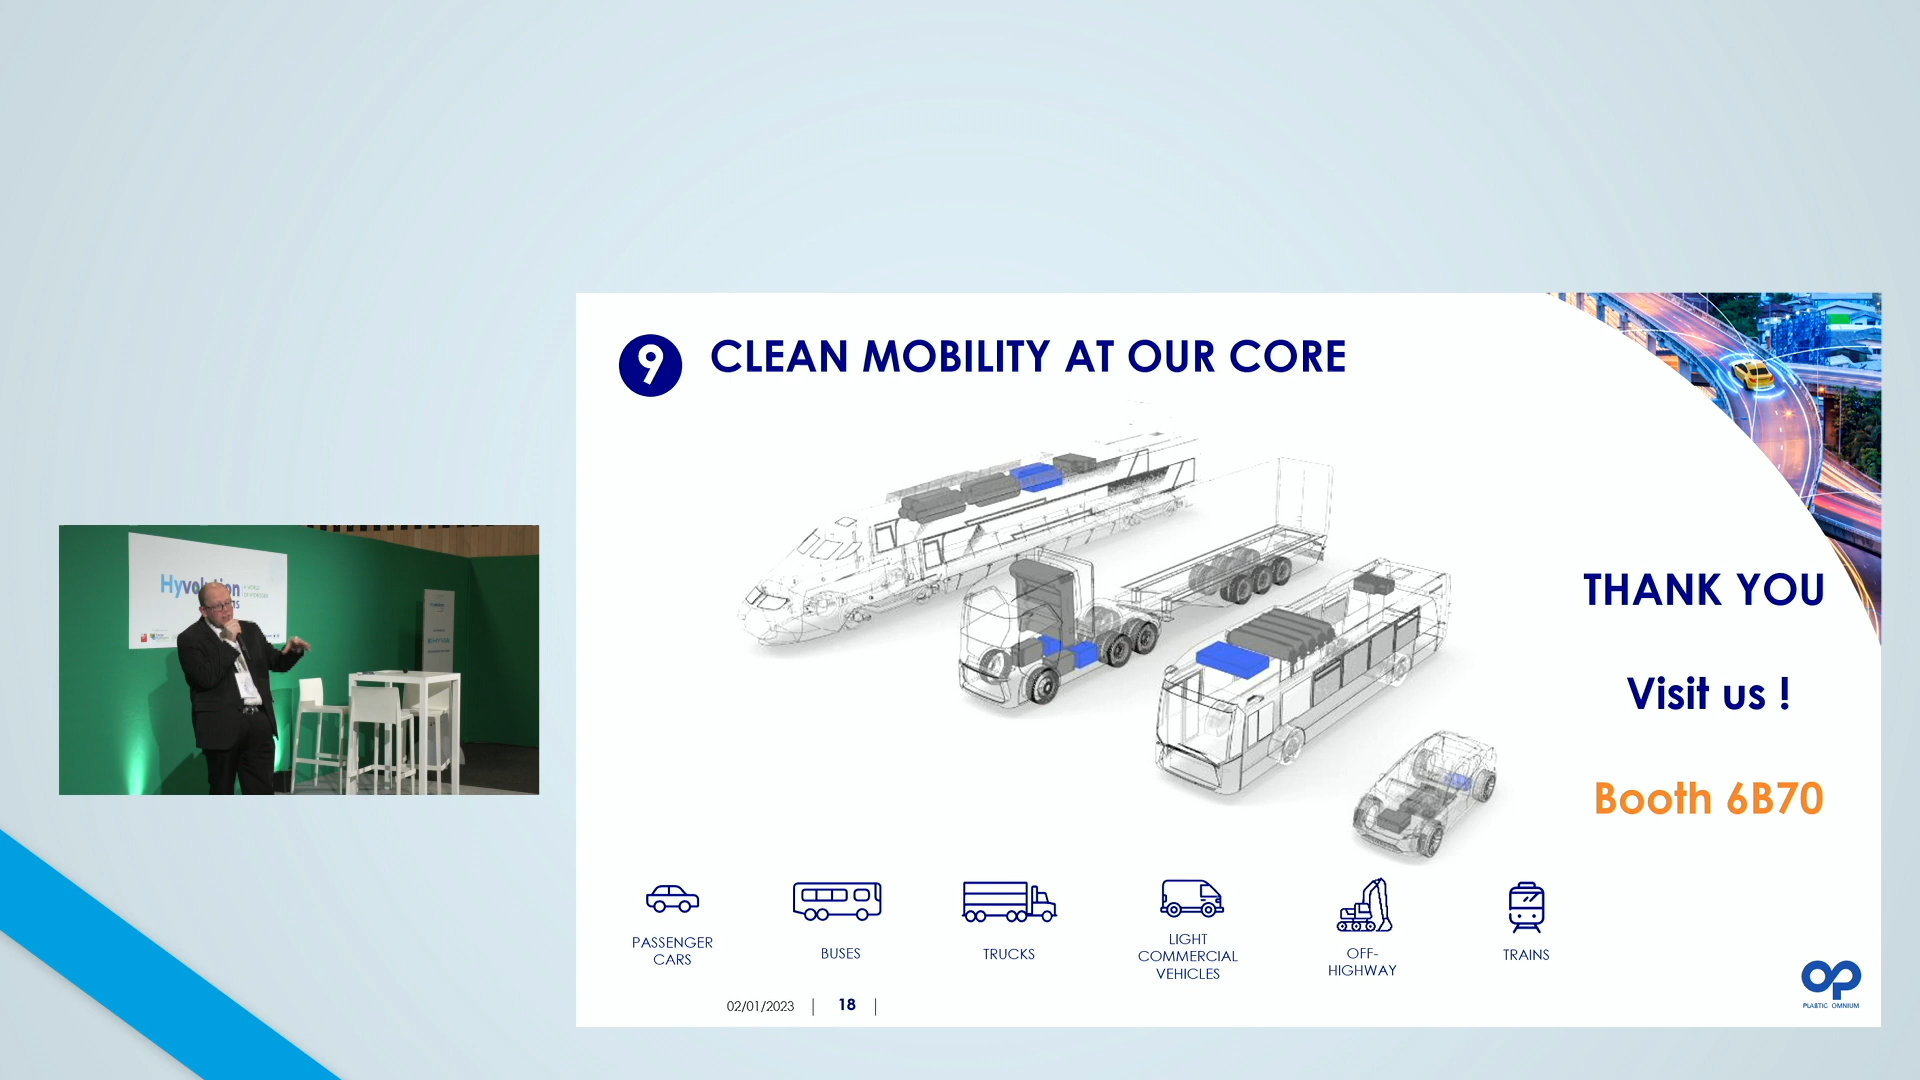 9 CLEAN MOBILITY AT OUR CORE
THANK YOU
Visit us !
Booth 6B70
PASSENGER
CARS
BUSES
TRUCKS
LIGHT
COMMERCIAL
VEHICLES
OFF-
HIGHWAY
TRAINS
02/01/2023 | 18 |
PLASTIC OMNIUM